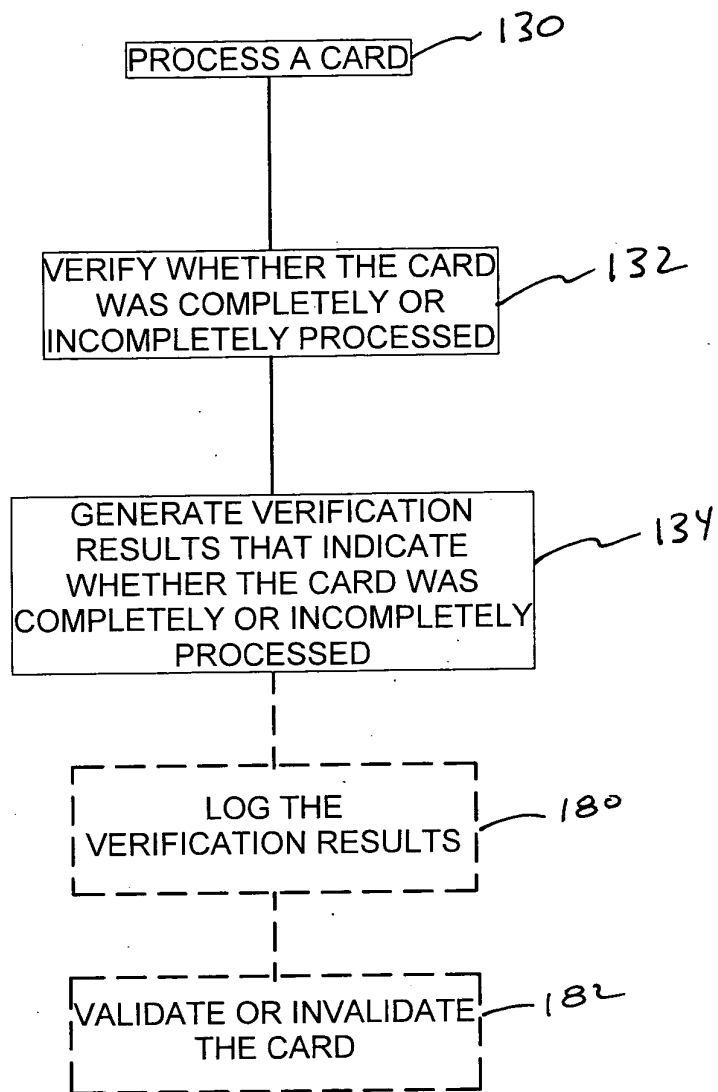 PROCESS A CARD
130
VERIFY WHETHER THE CARD
WAS COMPLETELY OR
INCOMPLETELY PROCESSED
132
GENERATE VERIFICATION
RESULTS THAT INDICATE
WHETHER THE CARD WAS
COMPLETELY OR INCOMPLETELY
PROCESSED
134
LOG THE
VERIFICATION RESULTS
180
VALIDATE OR INVALIDATE
THE CARD
182